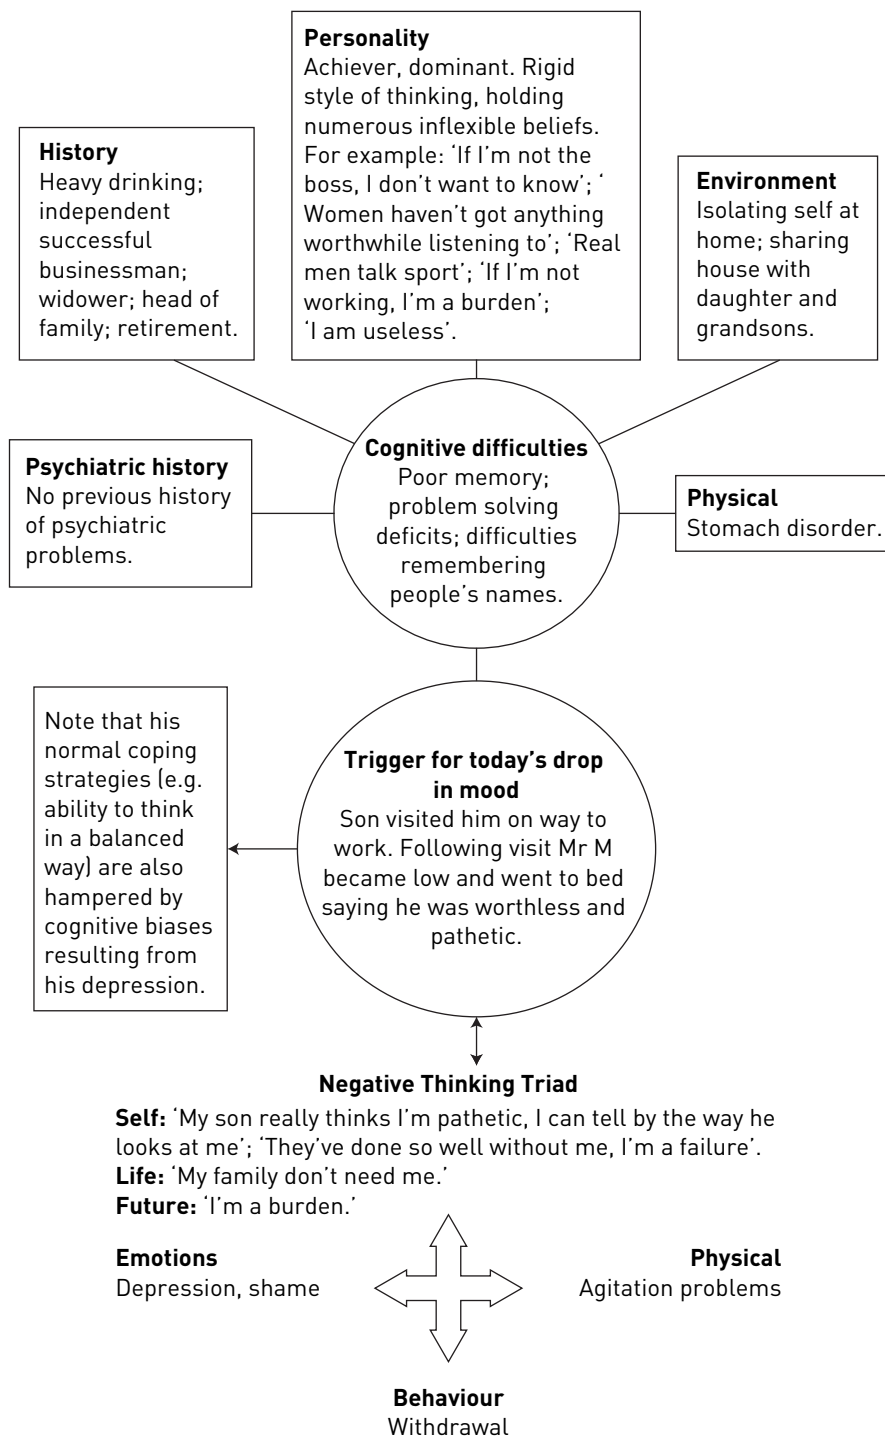 Personality
Achiever, dominant. Rigid
style of thinking, holding
numerous inflexible beliefs.
For example: ‘If I’m not the
boss, I don’t want to know’; ‘
Women haven’t got anything
worthwhile listening to’; ‘Real
men talk sport’; ‘If I’m not
working, I’m a burden’;
‘I am useless’.
History
Heavy drinking;
independent
successful
businessman;
widower; head of
family; retirement.
Environment
Isolating self at
home; sharing
house with
daughter and
grandsons.
Psychiatric history
No previous history
of psychiatric
problems.
Cognitive difficulties
Poor memory;
problem solving
deficits; difficulties
remembering
people’s names.
Physical
Stomach disorder.
Note that his
normal coping
strategies (e.g.
ability to think
in a balanced
way) are also
hampered by
cognitive biases
resulting from
his depression.
Trigger for today’s drop
in mood
Son visited him on way to
work. Following visit Mr M
became low and went to bed
saying he was worthless and
pathetic.
Negative Thinking Triad
Self: ‘My son really thinks I’m pathetic, I can tell by the way he
looks at me’; ‘They’ve done so well without me, I’m a failure’.
Life: ‘My family don’t need me.’
Future: ‘I’m a burden.’
Emotions
Depression, shame
Physical
Agitation problems
Behaviour
Withdrawal